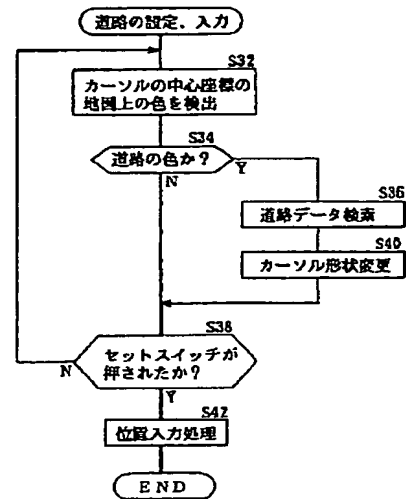 道路の設定、入力
S32
カーソルの中心座標の
地図上の色を検出
S34
道路の色か?
N
Y
S36
道路データ検索
S40
カーソル形状変更
S38
セットスイッチが
押されたか?
N
Y
S42
位置入力処理
END